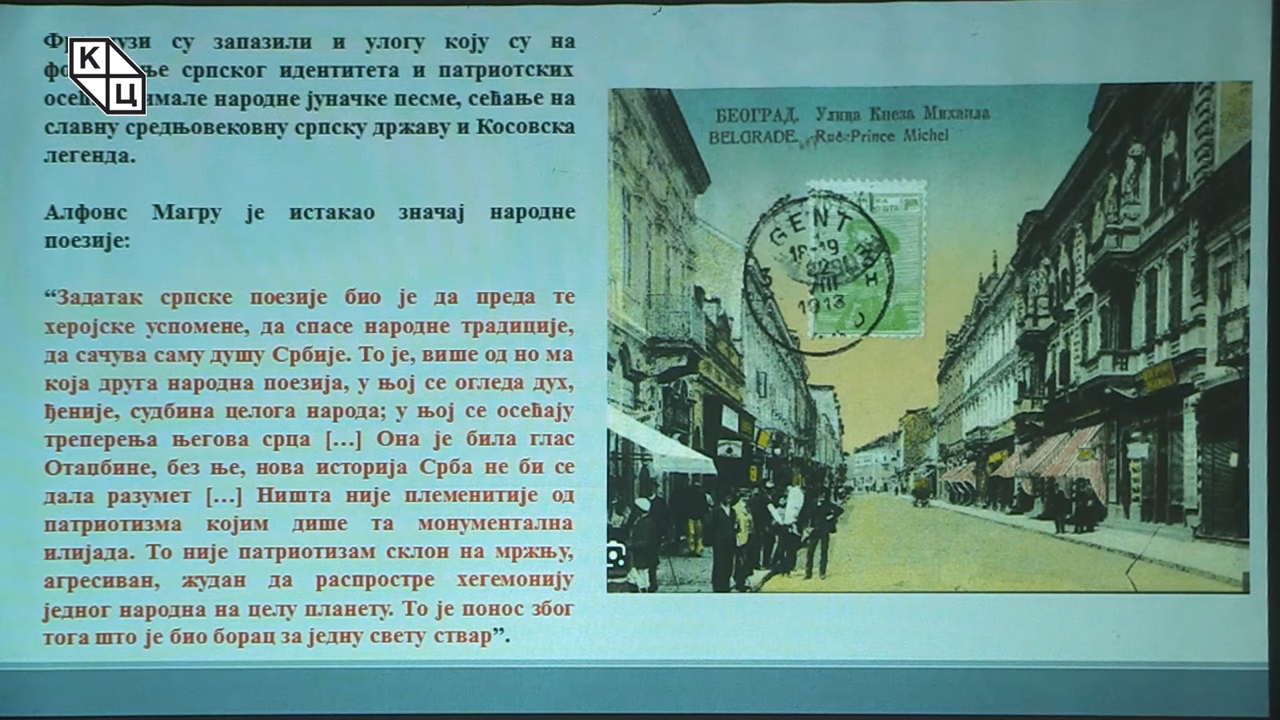 КЦ
су запазили и улогу коју су на
српског идентитета и патриотских
имале народне јуначке песме, сећање на
славну средњовековну српску државу и Косовска
легенда.
Алфонс Магру је истакао значај народне
поезије:
“Задатак српске поезије био је да преда те
херојске успомене, да спасе народне традиције,
да сачува саму душу Србије. То је, више од но ма
која друга народна поезија, у њој се огледа дух,
ђеније, судбина целога народа; у њој се осећају
треперења његова срца [...] Она је била глас
Отаџбине, без ње, нова историја Срба не би се
дала разумет [...] Ништа није племенитије од
патриотизма којим дише та монументална
илијада. То није патриотизам склон на мржњу,
агресиван, жудан да распростре хегемонију
једног народна на целу планету. То је понос због
тога што је био борац за једну свету ствар”.
БЕОГРАД. Улица Кнеза Михаила
BELGRADE. Rue Prince Michel
GENT
18-19
VIII
1913